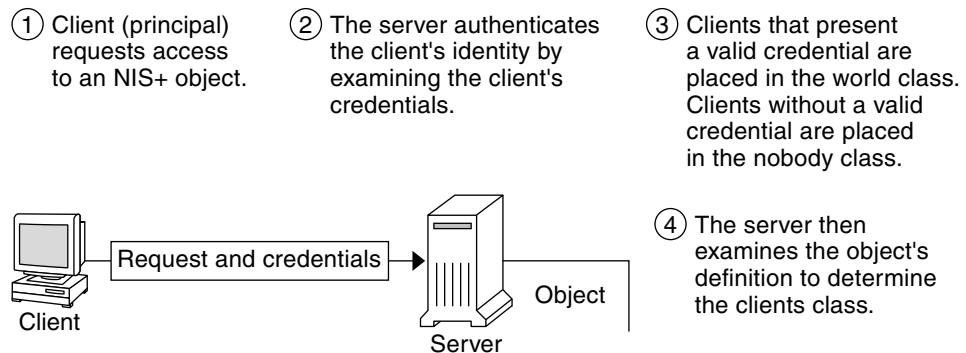 1 Client (principal)
requests access
to an NIS+ object.
2 The server authenticates
the client's identity by
examining the client's
credentials.
3 Clients that present
a valid credential are
placed in the world class.
Clients without a valid
credential are placed
in the nobody class.
4 The server then
examines the object's
definition to determine
the clients class.
Request and credentials
Object
Client
Server